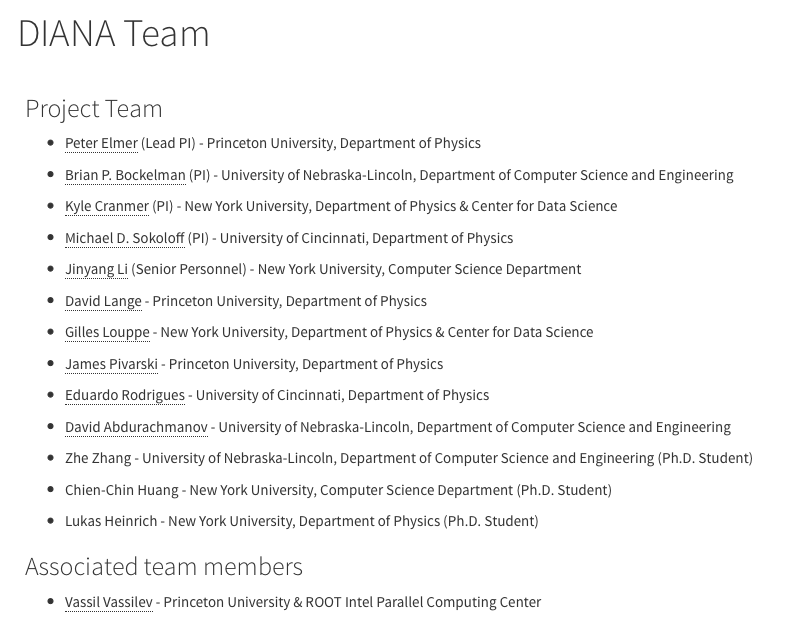 DIANA Team
Project Team
Peter Elmer (Lead PI) - Princeton University, Department of Physics
Brian P. Bockelman (PI) - University of Nebraska-Lincoln, Department of Computer Science and Engineering
Kyle Cranmer (PI) - New York University, Department of Physics & Center for Data Science
Michael D. Sokoloff (PI) - University of Cincinnati, Department of Physics
Jinyang Li (Senior Personnel) - New York University, Computer Science Department
David Lange - Princeton University, Department of Physics
Gilles Louppe - New York University, Department of Physics & Center for Data Science
James Pivarski - Princeton University, Department of Physics
Eduardo Rodrigues - University of Cincinnati, Department of Physics
David Abdurachmanov - University of Nebraska-Lincoln, Department of Computer Science and Engineering
Zhe Zhang - University of Nebraska-Lincoln, Department of Computer Science and Engineering (Ph.D. Student)
Chien-Chin Huang - New York University, Computer Science Department (Ph.D. Student)
Lukas Heinrich - New York University, Department of Physics (Ph.D. Student)
Associated team members
Vassil Vassilev - Princeton University & ROOT Intel Parallel Computing Center